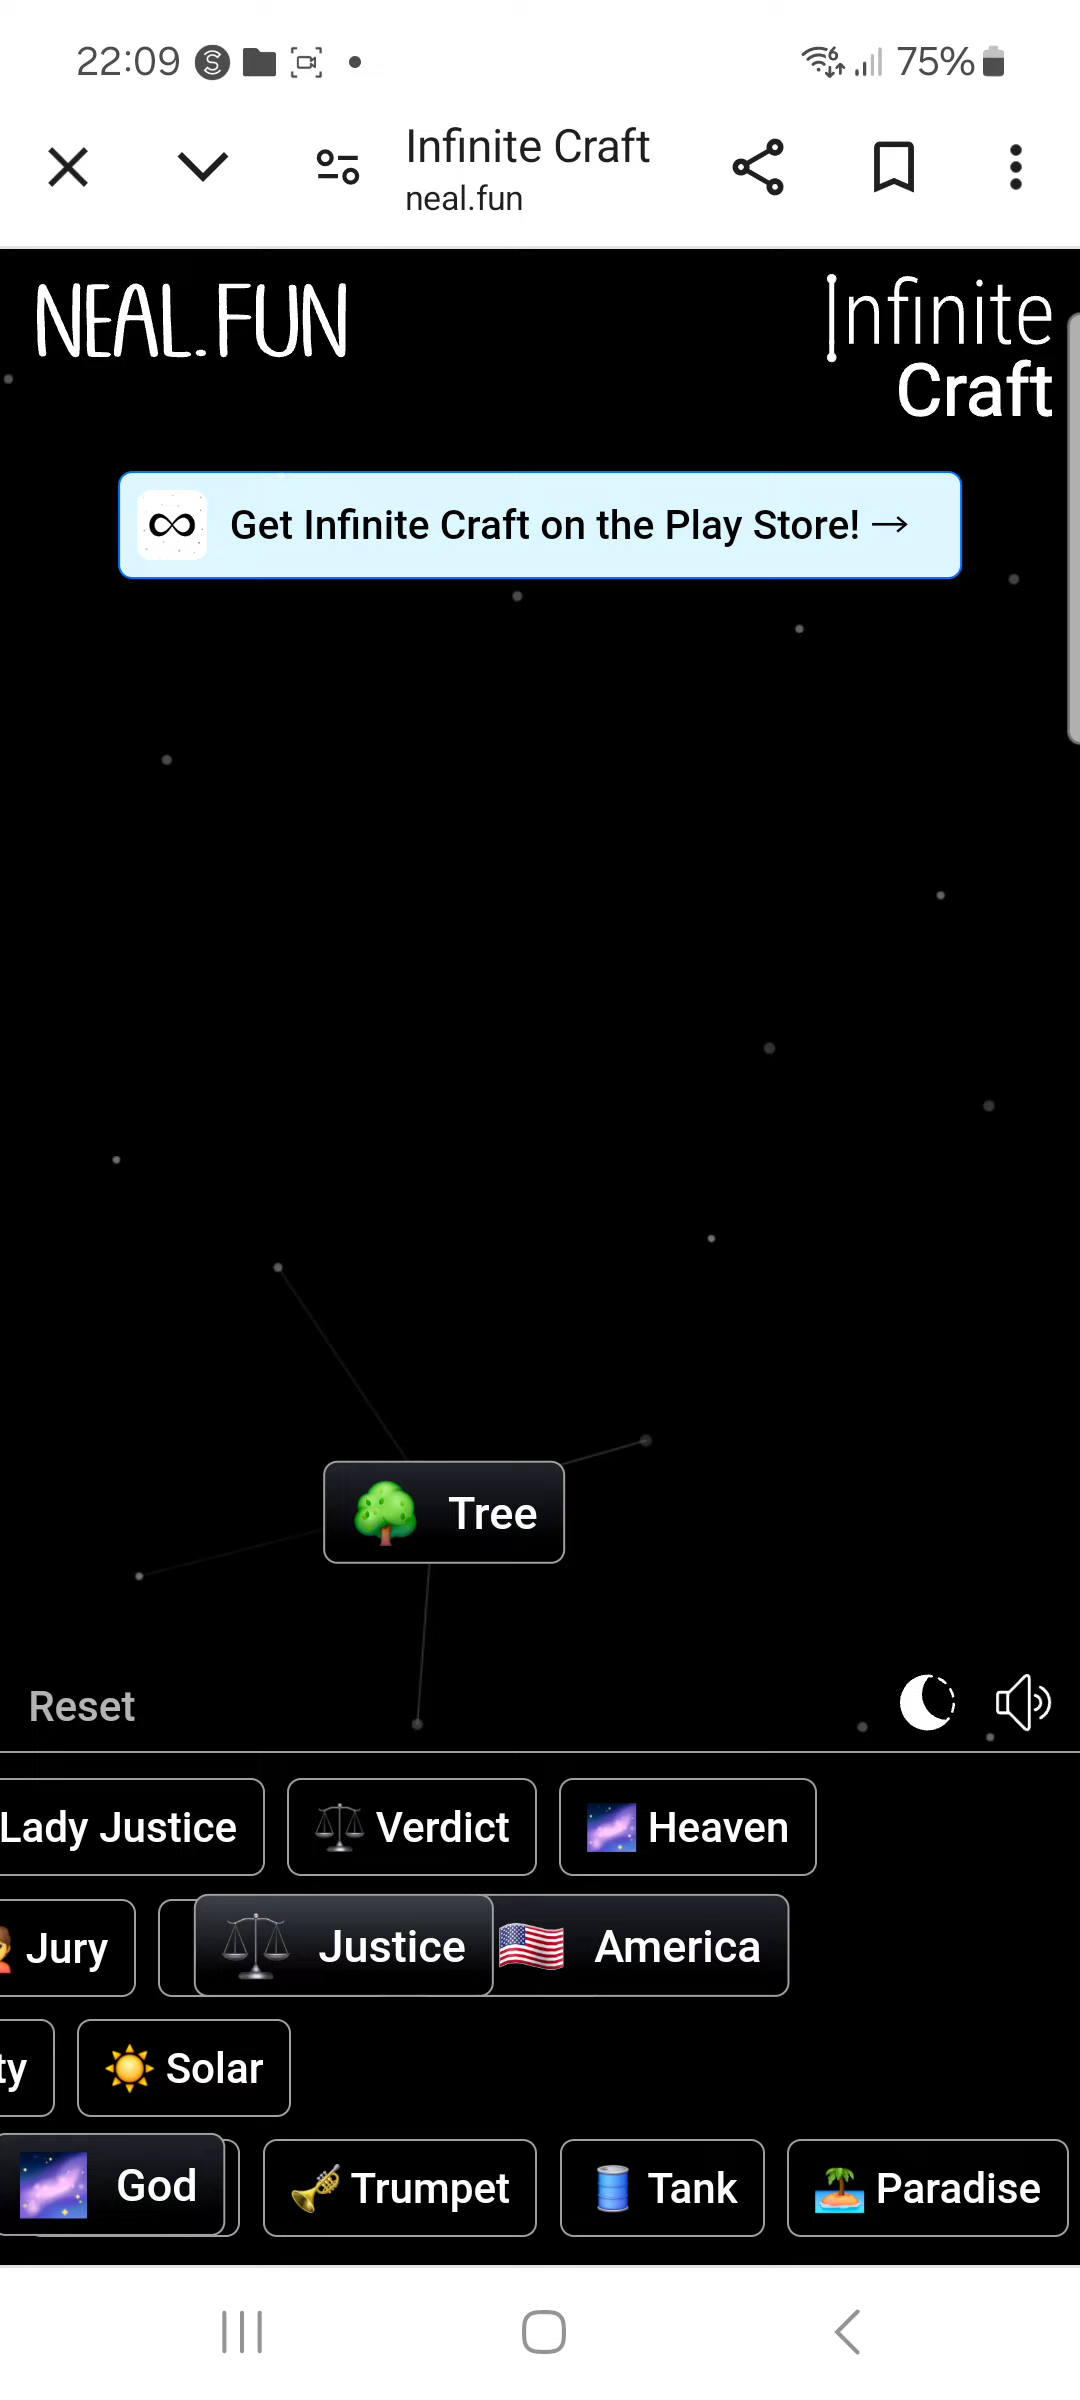 22:09
75%
Infinite Craft
neal.fun
NEAL.FUN
Infinite
Craft
Get Infinite Craft on the Play Store! →
Tree
Reset
Lady Justice
Verdict
Heaven
Jury
Justice
America
ty
Solar
God
Trumpet
Tank
Paradise